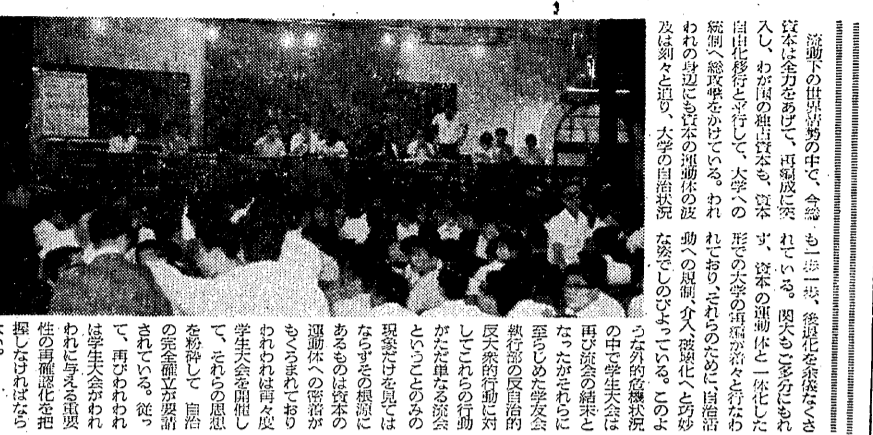 流動下の世界情勢の中で、今総
資本は全力をあげて、再編成に突
入し、わが国の独占資本も、資本
自由化移行と平行して、大学への
統制へ総攻撃をかけている。われ
われの身辺にも資本の運動体の波
及は刻々と迫り、大学の自治状況
も一歩一歩、後退化を余儀なくさ
れている。関大もご多分にもれ
ず、資本の運動体と一体化した
形での大学の再編が着々と行なわ
れており、それらのために、自治活
動への規制、介入、破壊化へと巧妙
な姿でしのびよっている。このよ
うな外的危機状況
の中で学生大会は
再び流会の結末と
なったがそれらに
至らじめた学友会
執行部の反自治的
反大衆的行動に対
してこれらの行動
がただ単なる流会
ということのみの
現象だけを見ては
ならずその根源に
あるものは資本の
運動体への密着が
もくろまれており
われわれは再々度
学生大会を開催し
て、それらの思想
を粉砕して　自治
の完全確立が要請
されている。従っ
て、再びわれわれ
は学生大会がわれ
われに与える重要
性の再確認化を把
握しなければなら